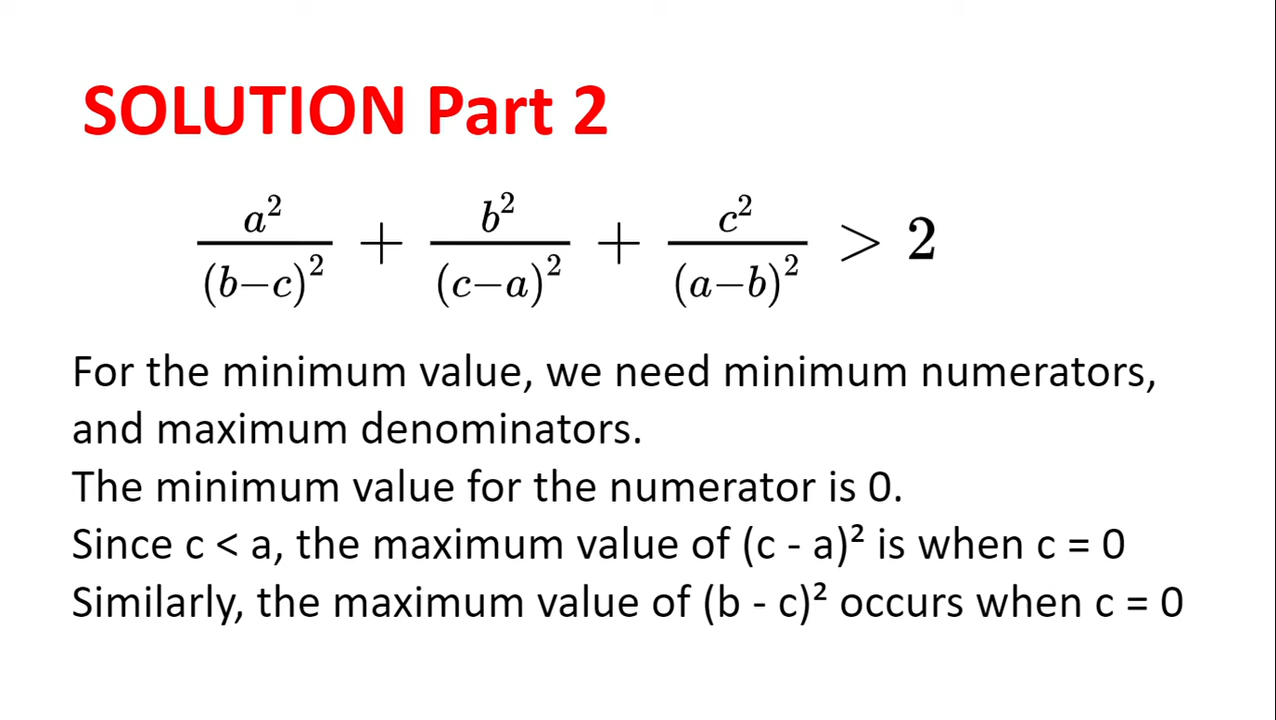 SOLUTION Part 2
a²/(b−c)² + b²/(c−a)² + c²/(a−b)² > 2
For the minimum value, we need minimum numerators,
and maximum denominators.
The minimum value for the numerator is 0.
Since c < a, the maximum value of (c - a)² is when c = 0
Similarly, the maximum value of (b - c)² occurs when c = 0